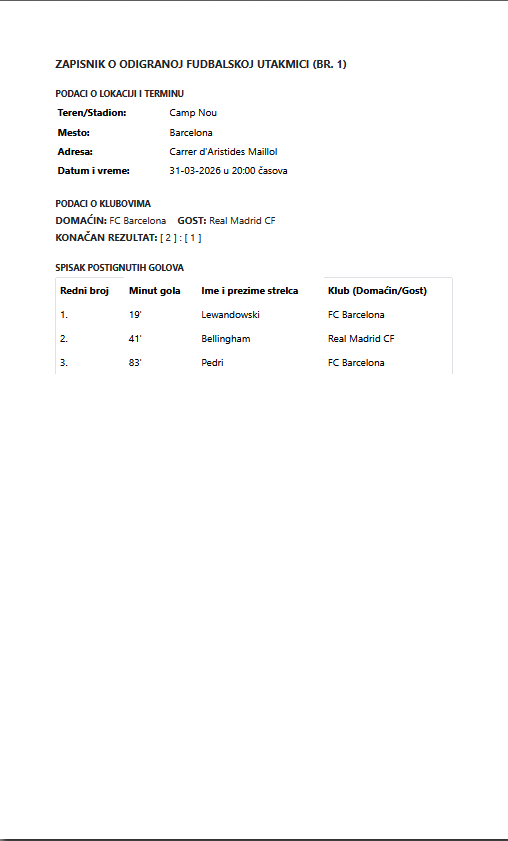 ZAPISNIK O ODIGRANOJ FUDBALSKOJ UTAKMICI (BR. 1)
PODACI O LOKACIJI I TERMINU
Teren/Stadion: Camp Nou
Mesto: Barcelona
Adresa: Carrer d'Aristides Maillol
Datum i vreme: 31-03-2026 u 20:00 časova
PODACI O KLUBOVIMA
DOMAĆIN: FC Barcelona GOST: Real Madrid CF
KONAČAN REZULTAT: [ 2 ] : [ 1 ]
SPISAK POSTIGNUTIH GOLOVA
Redni broj Minut gola Ime i prezime strelca Klub (Domaćin/Gost)
1. 19' Lewandowski FC Barcelona
2. 41' Bellingham Real Madrid CF
3. 83' Pedri FC Barcelona